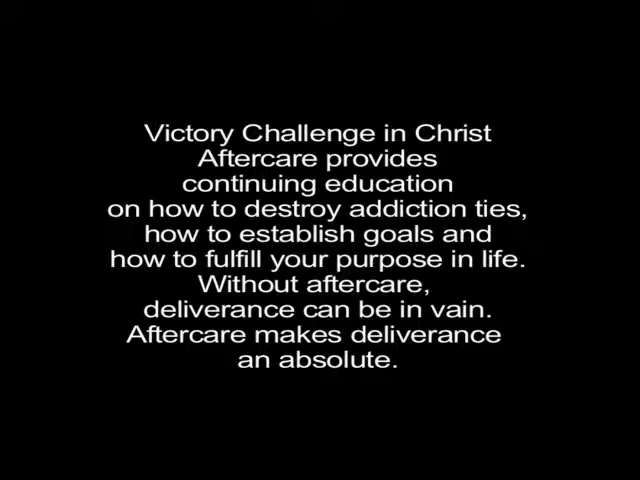 Victory Challenge in Christ
Aftercare provides
continuing education
on how to destroy addiction ties,
how to establish goals and
how to fulfill your purpose in life.
Without aftercare,
deliverance can be in vain.
Aftercare makes deliverance
an absolute.